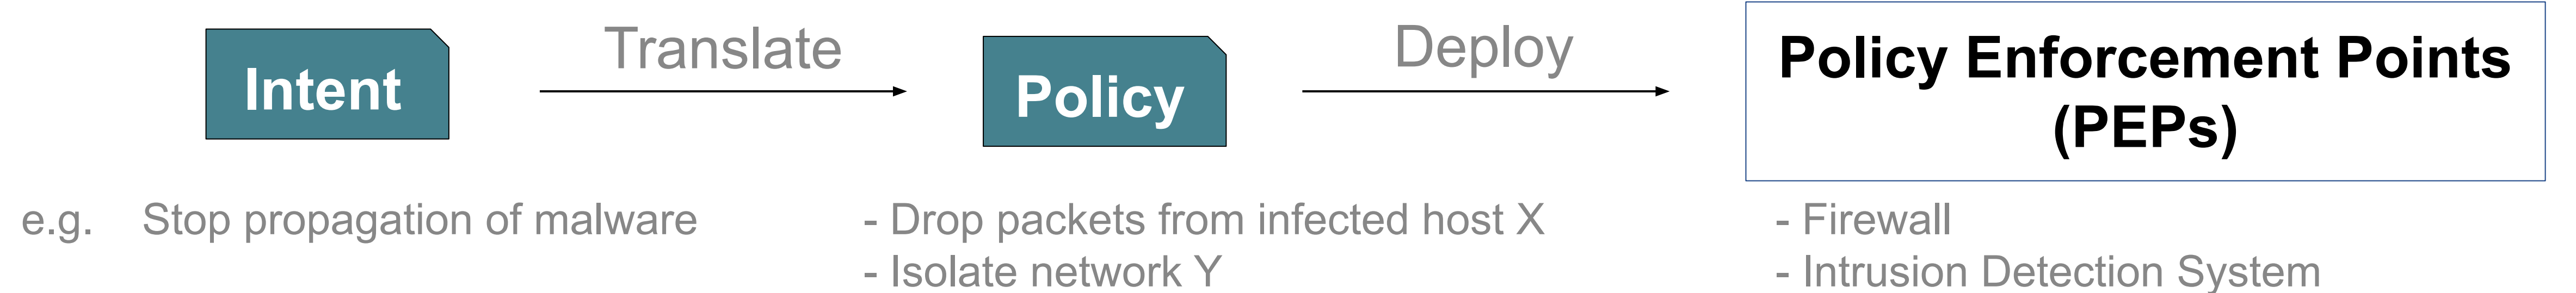 Intent
Translate
Policy
Deploy
Policy Enforcement Points
(PEPs)
e.g. Stop propagation of malware
- Drop packets from infected host X
- Isolate network Y
- Firewall
- Intrusion Detection System